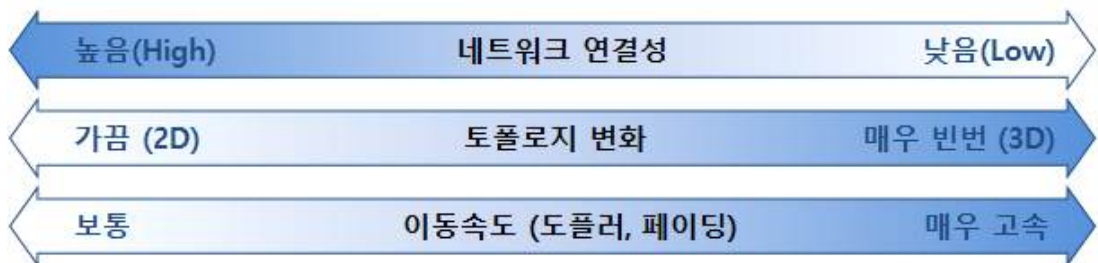 높음(High) 네트워크 연결성 낮음(Low)
가끔 (2D) 토폴로지 변화 매우 빈번 (3D)
보통 이동속도 (도플러, 페이딩) 매우 고속